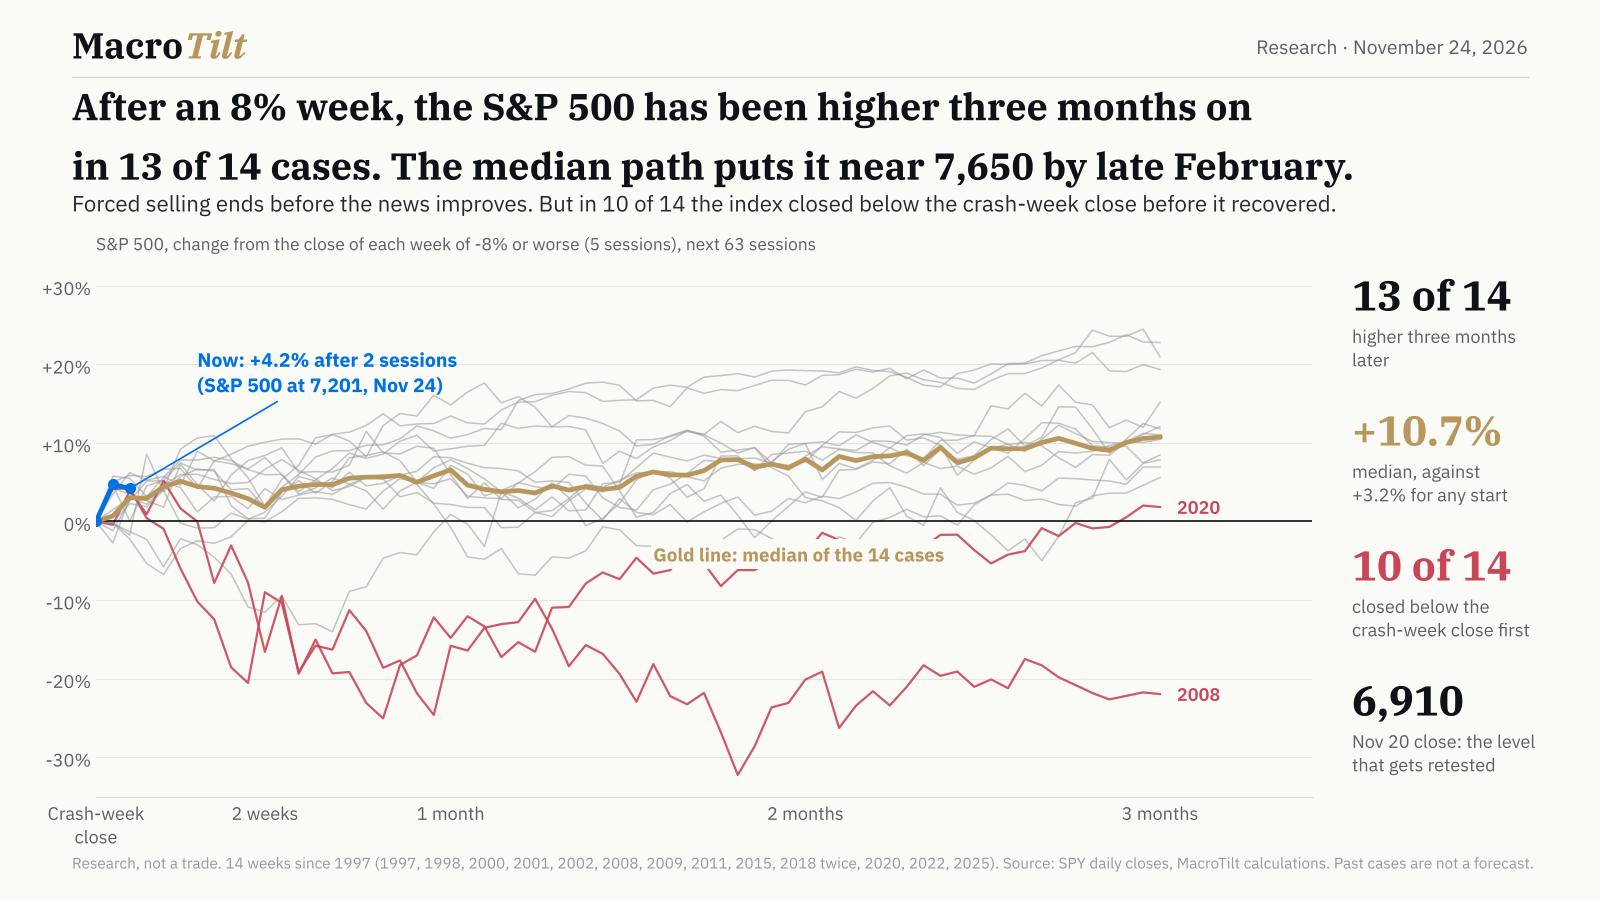 MacroTilt
Research · November 24, 2026
After an 8% week, the S&P 500 has been higher three months on
in 13 of 14 cases. The median path puts it near 7,650 by late February.
Forced selling ends before the news improves. But in 10 of 14 the index closed below the crash-week close before it recovered.
S&P 500, change from the close of each week of -8% or worse (5 sessions), next 63 sessions
+30%
+20%
+10%
0%
-10%
-20%
-30%
Now: +4.2% after 2 sessions
(S&P 500 at 7,201, Nov 24)
Gold line: median of the 14 cases
2020
2008
Crash-week
close
2 weeks
1 month
2 months
3 months
13 of 14
higher three months
later
+10.7%
median, against
+3.2% for any start
10 of 14
closed below the
crash-week close first
6,910
Nov 20 close: the level
that gets retested
Research, not a trade. 14 weeks since 1997 (1997, 1998, 2000, 2001, 2002, 2008, 2009, 2011, 2015, 2018 twice, 2020, 2022, 2025). Source: SPY daily closes, MacroTilt calculations. Past cases are not a forecast.